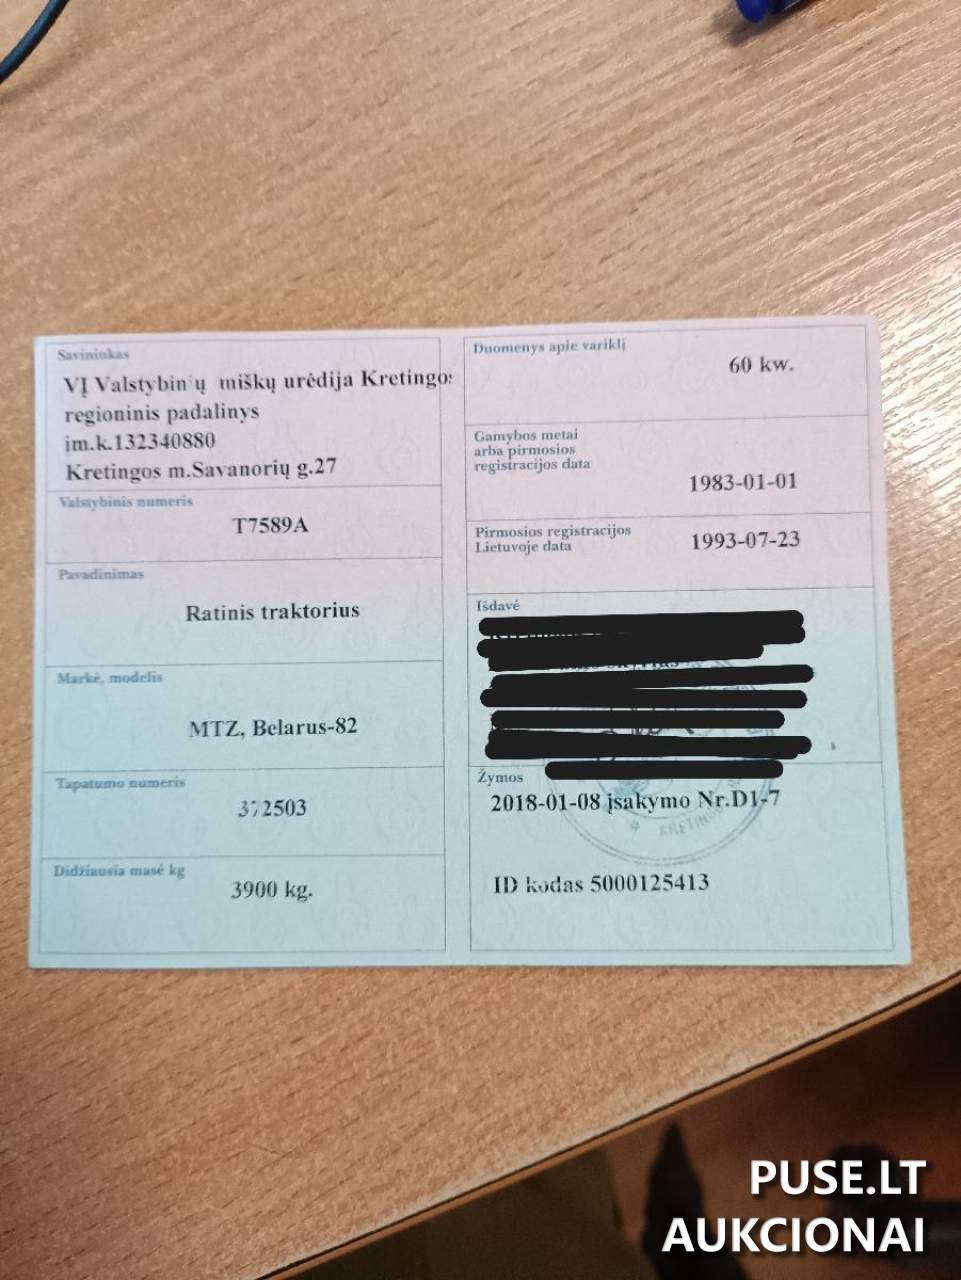 Savininkas
VĮ Valstybinių miškų urėdija Kretingos
regioninis padalinys
įm.k.132340880
Kretingos m.Savanorių g.27
Valstybinis numeris
T7589A
Pavadinimas
Ratinis traktorius
Markė, modelis
MTZ, Belarus-82
Tapatumo numeris
372503
Didžiausia masė kg
3900 kg.
Duomenys apie variklį
60 kw.
Gamybos metai
arba pirmosios
registracijos data
1983-01-01
Pirmosios registracijos
Lietuvoje data
1993-07-23
Išdavė
Žymos
2018-01-08 įsakymo Nr.D1-7
ID kodas 5000125413
PUSE.LT
AUKCIONAI